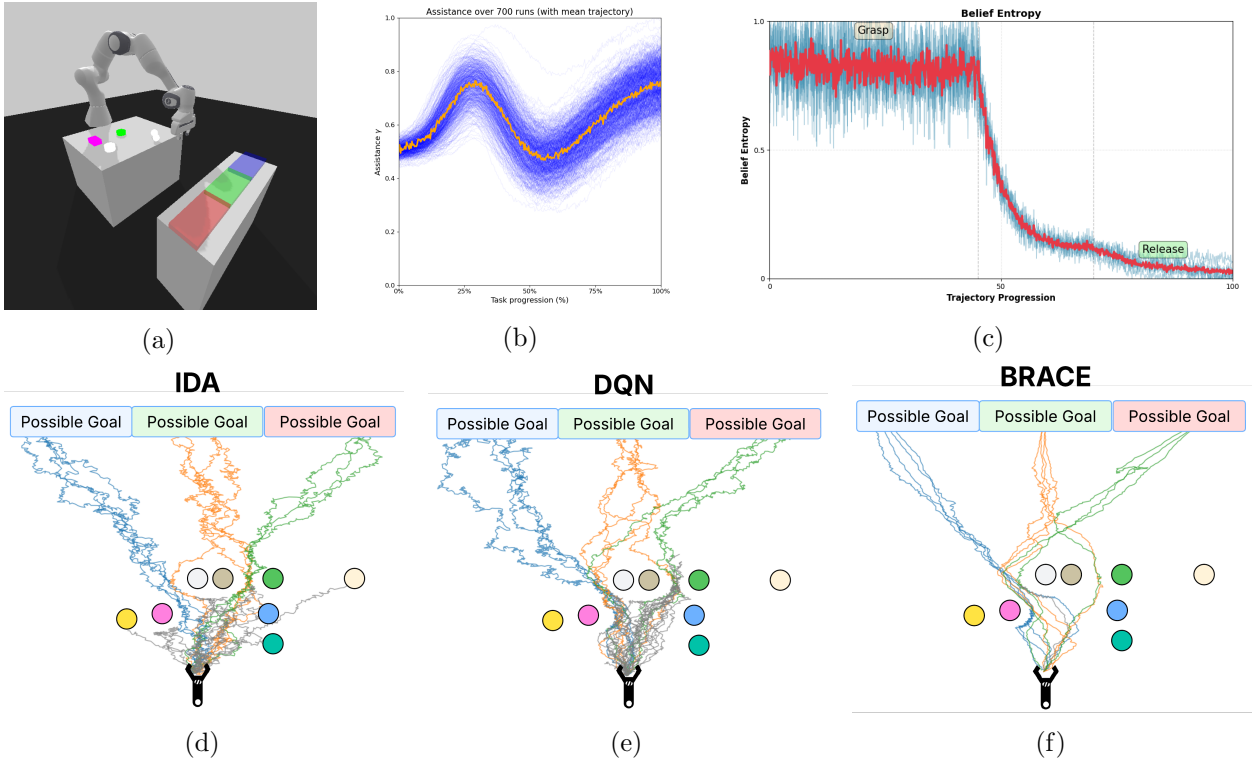 Assistance over 700 runs (with mean trajectory)
1.0
0.8
0.6
0.4
0.2
0.0
Assistance γ
0%
25%
50%
75%
100%
Task progression (%)
Belief Entropy
1.0
0.5
0
Belief Entropy
Grasp
Release
0
50
100
Trajectory Progression
(a)
(b)
(c)
IDA
Possible Goal
Possible Goal
Possible Goal
DQN
Possible Goal
Possible Goal
Possible Goal
BRACE
Possible Goal
Possible Goal
Possible Goal
(d)
(e)
(f)